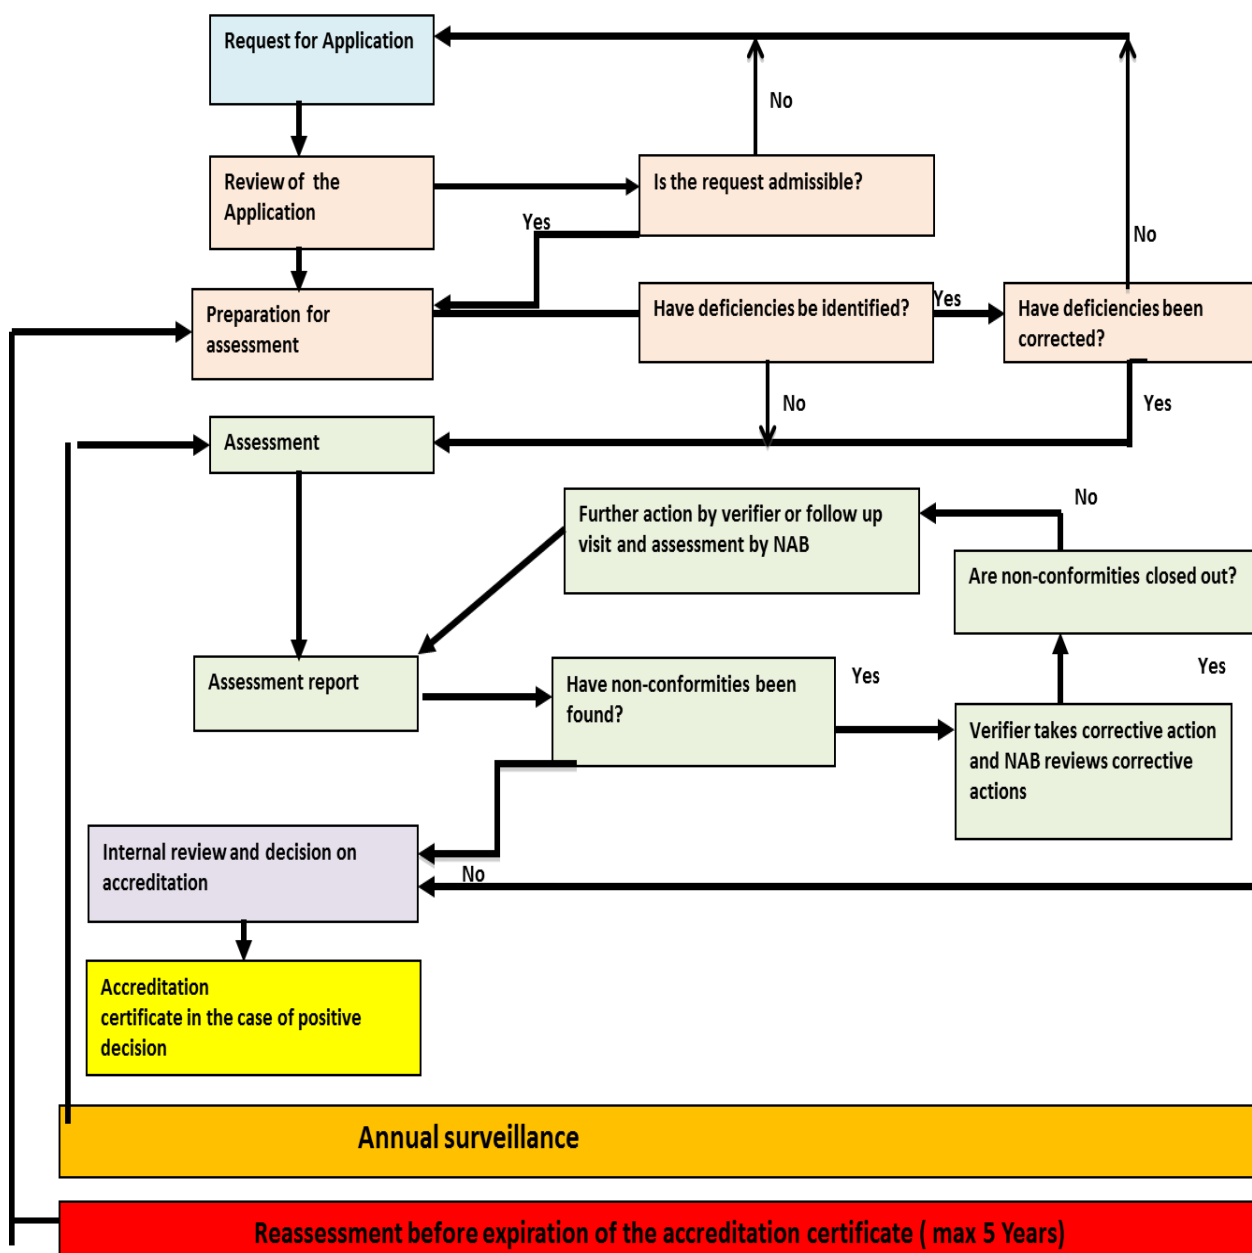 Request for Application
No
Review of the
Application
Is the request admissible?
Yes
No
Preparation for
assessment
Have deficiencies be identified?
Yes
Have deficiencies been
corrected?
No
Yes
Assessment
No
Further action by verifier or follow up
visit and assessment by NAB
Are non-conformities closed out?
Assessment report
Have non-conformities been
found?
Yes
Yes
Verifier takes corrective action
and NAB reviews corrective
actions
Internal review and decision on
accreditation
No
Accreditation
certificate in the case of positive
decision
Annual surveillance
Reassessment before expiration of the accreditation certificate ( max 5 Years)